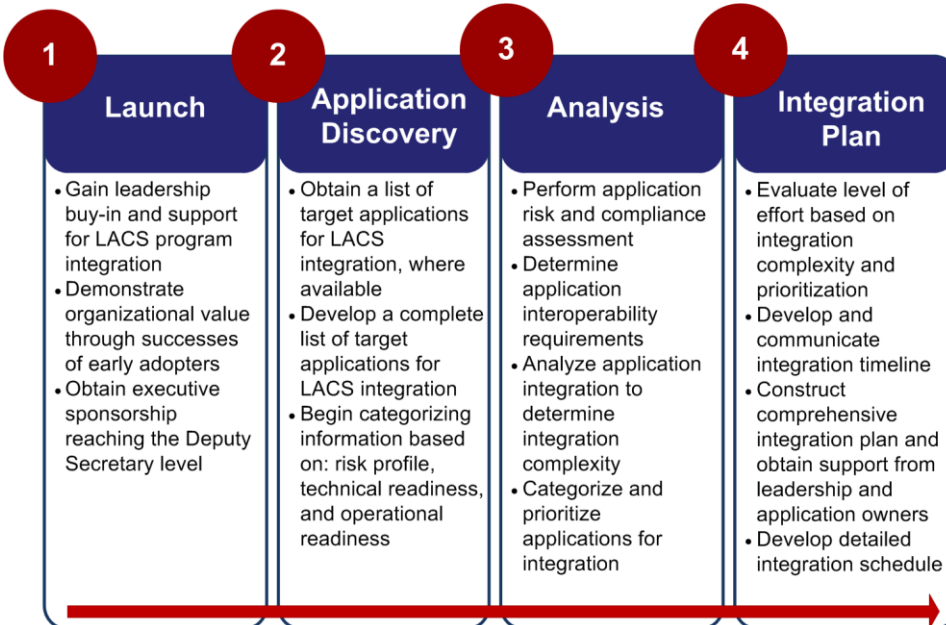 1
Launch
• Gain leadership
buy-in and support
for LACS program
integration
• Demonstrate
organizational value
through successes
of early adopters
• Obtain executive
sponsorship
reaching the Deputy
Secretary level
2
Application
Discovery
• Obtain a list of
target applications
for LACS
integration, where
available
• Develop a complete
list of target
applications for
LACS integration
• Begin categorizing
information based
on: risk profile,
technical readiness,
and operational
readiness
3
Analysis
• Perform application
risk and compliance
assessment
• Determine
application
interoperability
requirements
• Analyze application
integration to
determine
integration
complexity
• Categorize and
prioritize
applications for
integration
4
Integration
Plan
• Evaluate level of
effort based on
integration
complexity and
prioritization
• Develop and
communicate
integration timeline
• Construct
comprehensive
integration plan and
obtain support from
leadership and
application owners
• Develop detailed
integration schedule